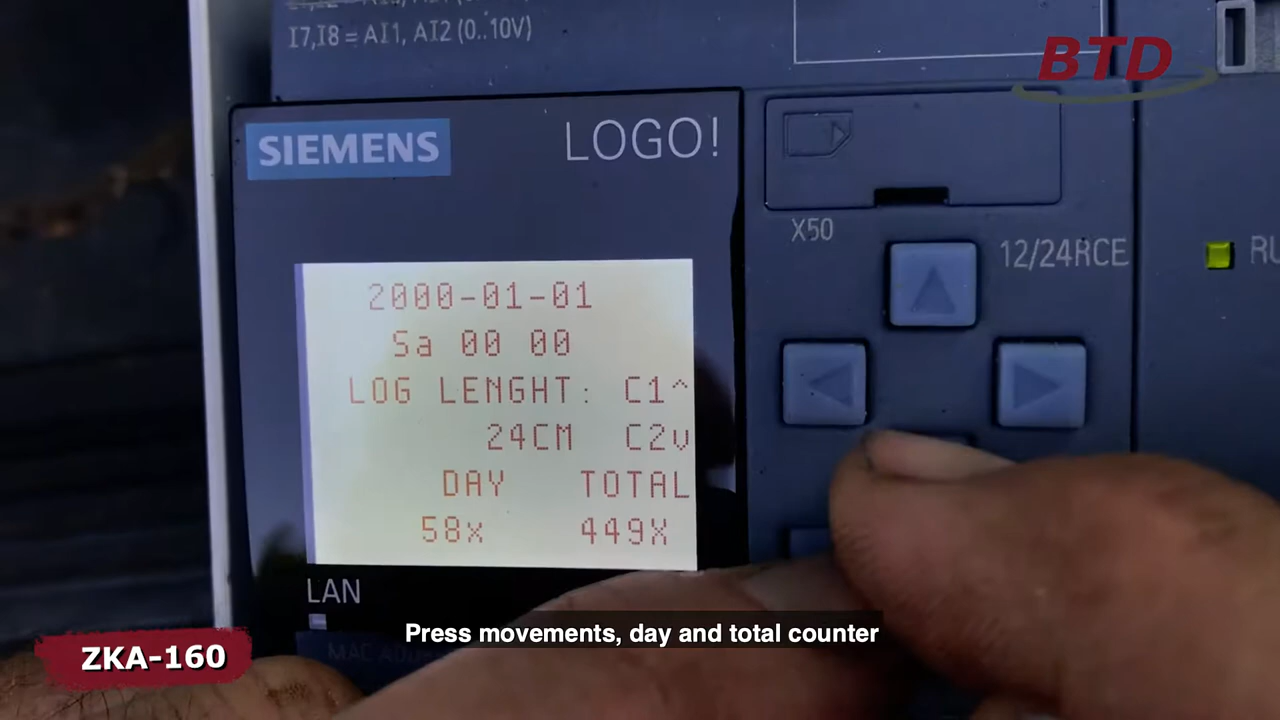 I7,I8 = AI1, AI2 (0..10V)
BTD
SIEMENS
LOGO!
X50
12/24RCE
2000-01-01
Sa 00 00
LOG LENGHT: C1^
24CM C2v
DAY TOTAL
58x 449X
LAN
Press movements, day and total counter
ZKA-160